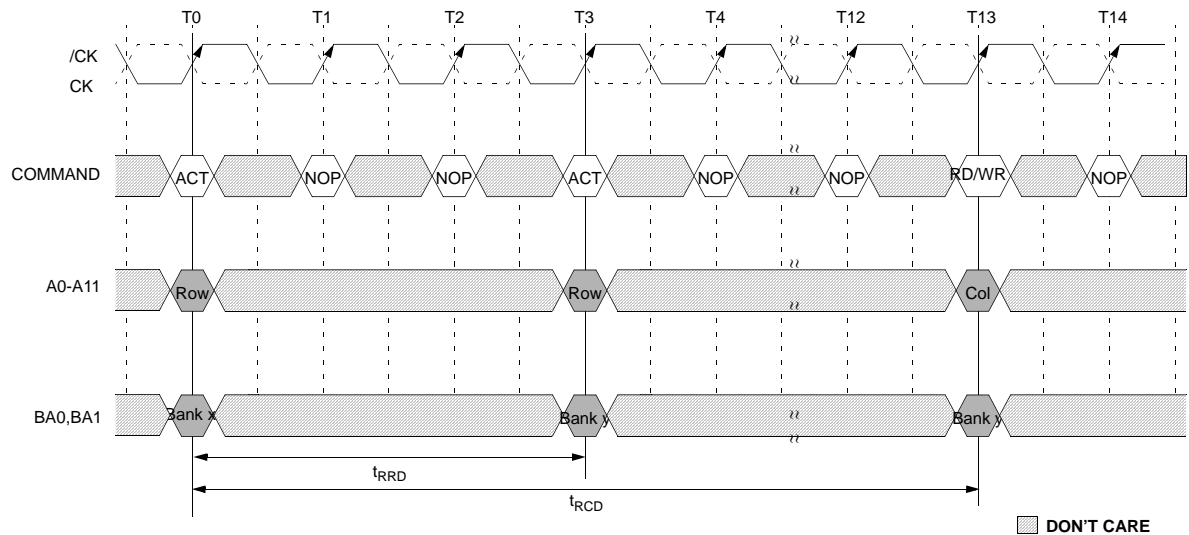 T0 T1 T2 T3 T4 T12 T13 T14
/CK
CK
COMMAND ACT NOP NOP ACT NOP NOP RD/WR NOP
A0-A11 Row Row Col
BA0,BA1 Bank x Bank y Bank y
tRRD
tRCD
DON'T CARE